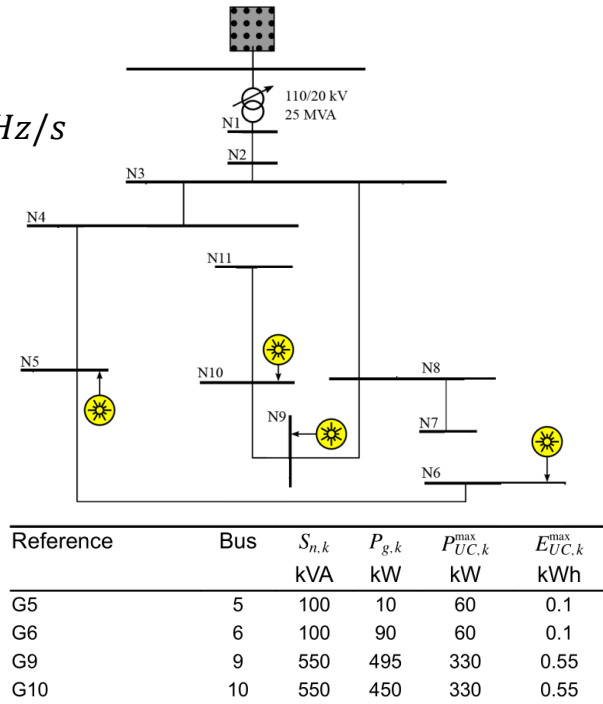 110/20 kV
25 MVA
Hz/s
N1
N2
N3
N4
N11
N5
N10
N8
N9
N7
N6
Reference Bus S_{n,k} P_{g,k} P_{UC,k}^{max} E_{UC,k}^{max}
kVA kW kW kWh
G5 5 100 10 60 0.1
G6 6 100 90 60 0.1
G9 9 550 495 330 0.55
G10 10 550 450 330 0.55